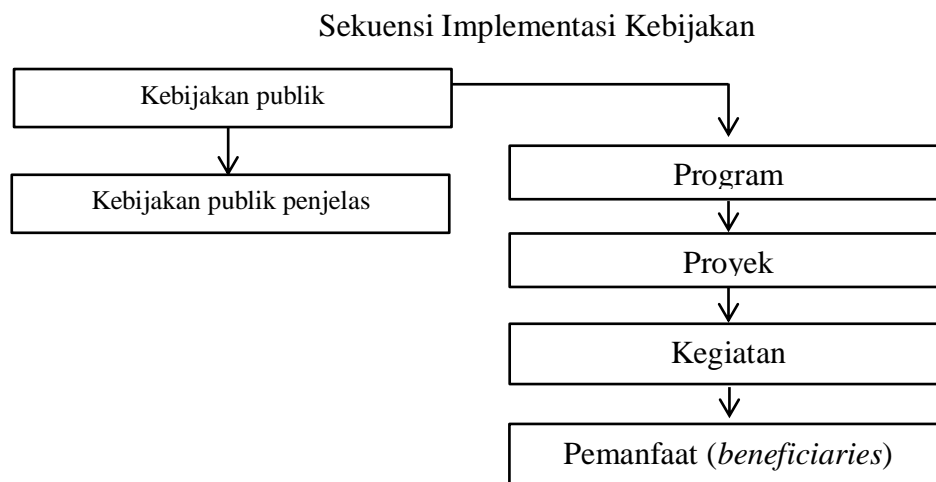 Sekuensi Implementasi Kebijakan
Kebijakan publik
Kebijakan publik penjelas
Program
Proyek
Kegiatan
Pemanfaat (beneficiaries)